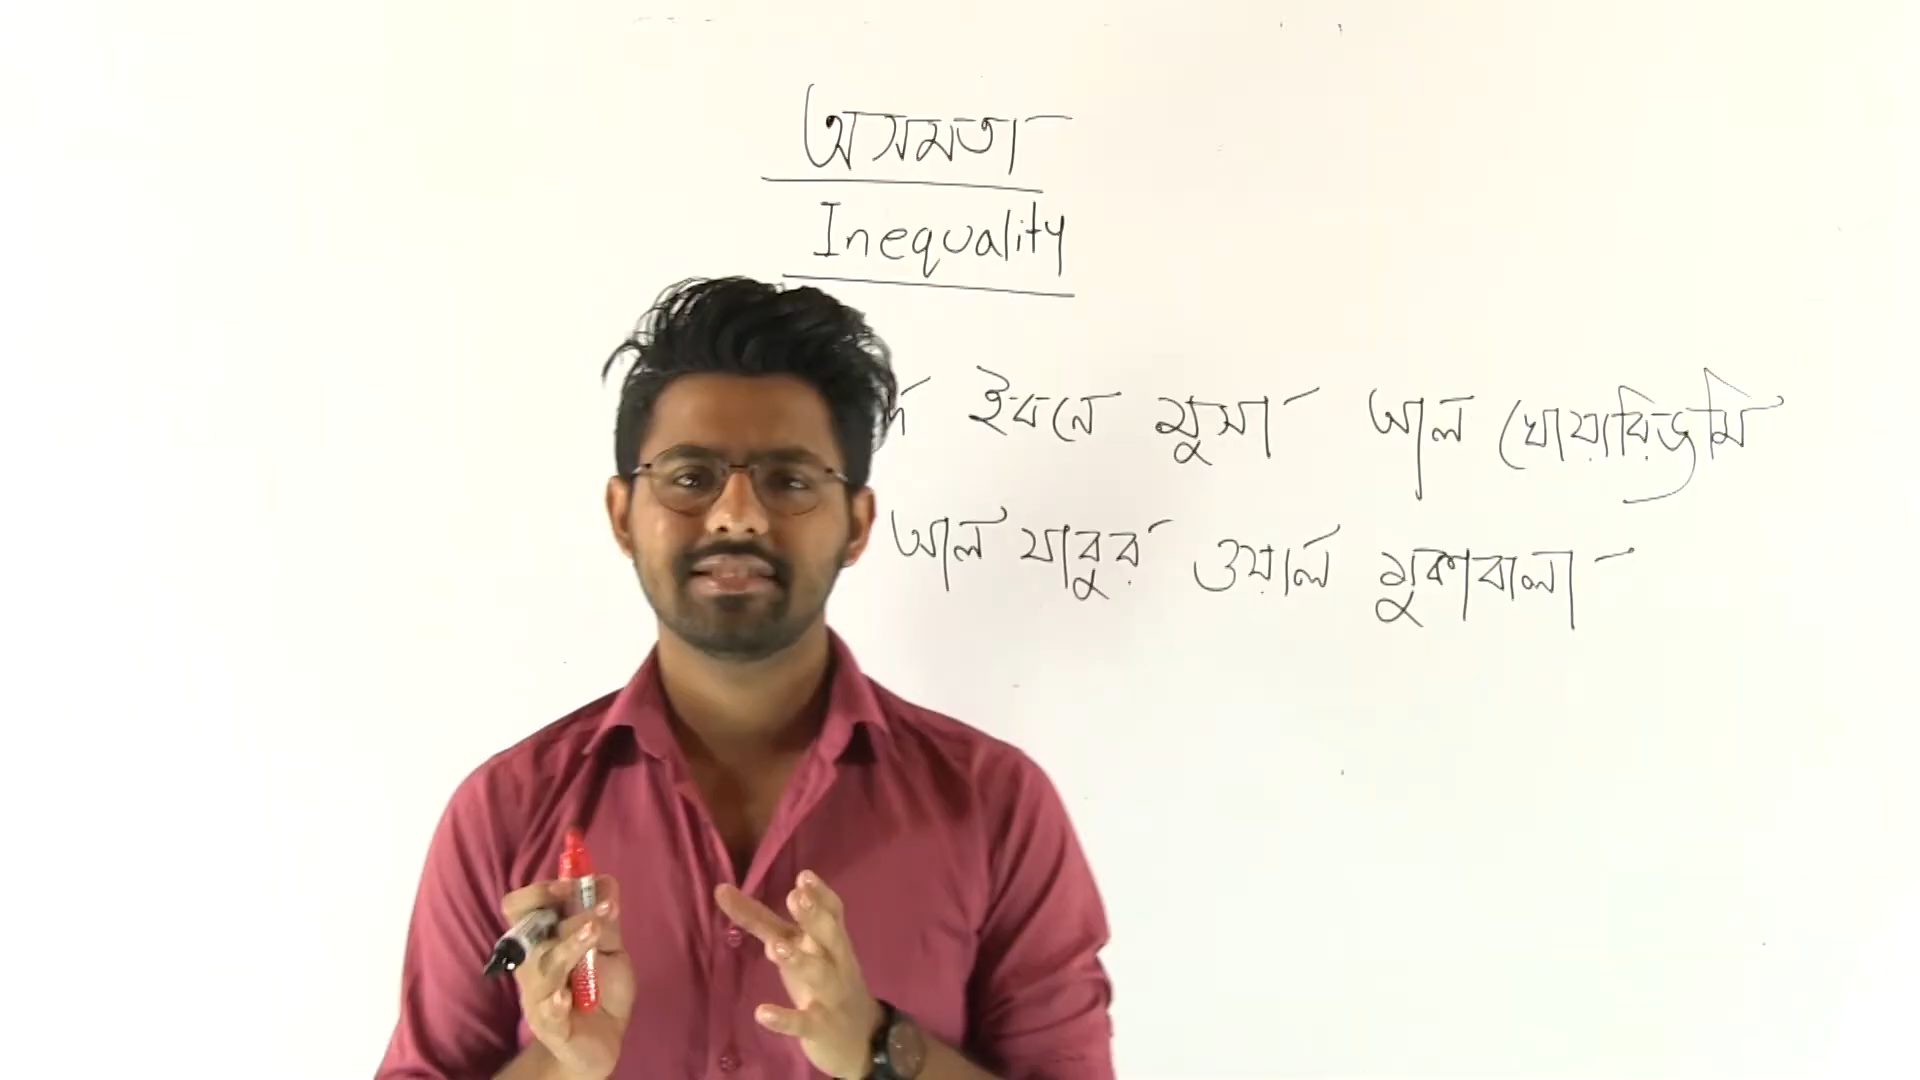 অসমতা
Inequality
ইবনে মুসা আল খোয়ারিজমি
আল যাবুর ওয়াল মুকাবালা